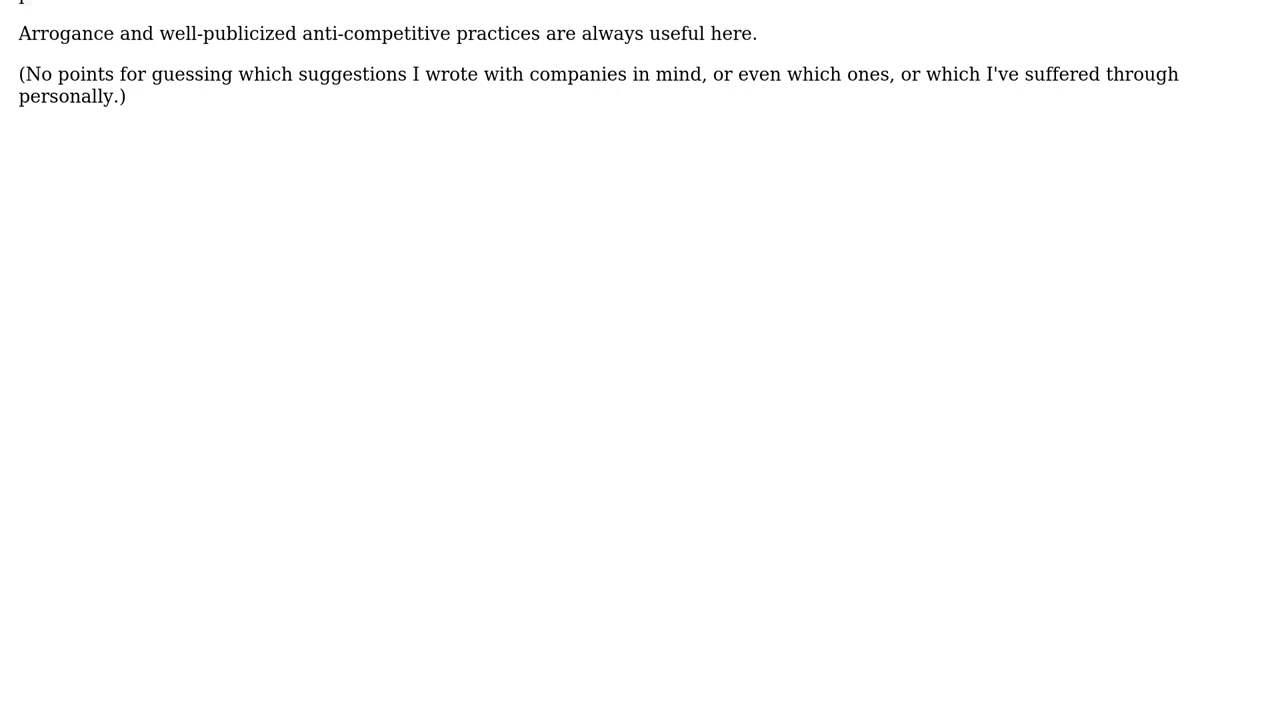 Arrogance and well-publicized anti-competitive practices are always useful here.
(No points for guessing which suggestions I wrote with companies in mind, or even which ones, or which I've suffered through
personally.)